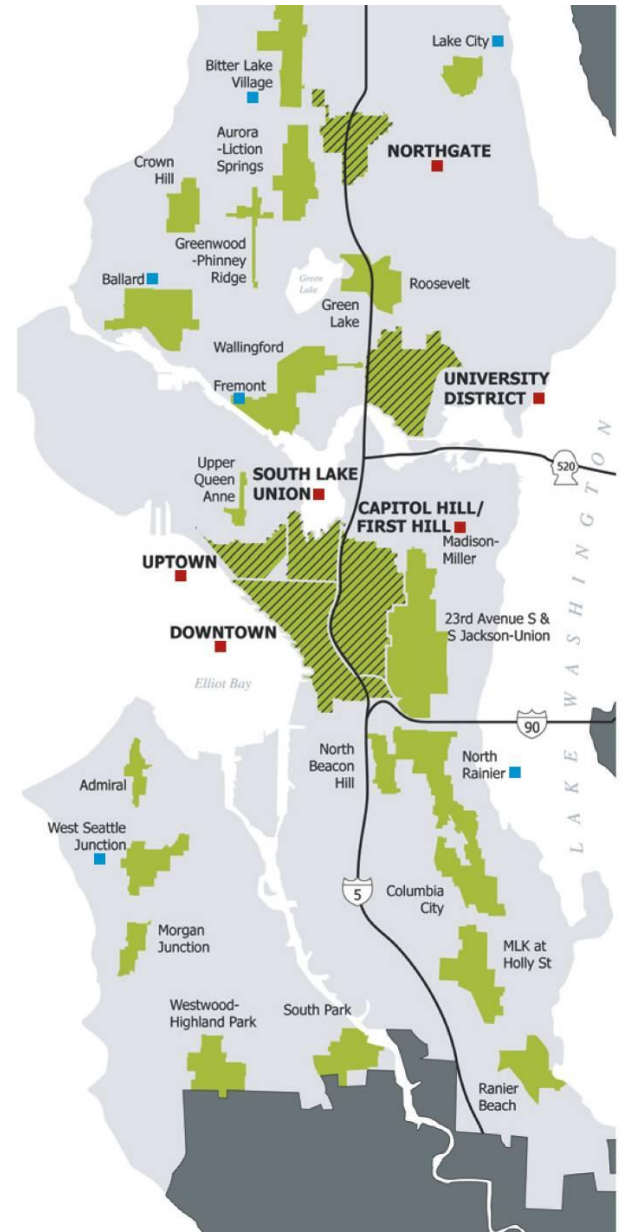 Lake City
Bitter Lake
Village
Aurora
-Liction
Springs
NORTHGATE
Crown
Hill
Greenwood
-Phinney
Ridge
Green
Lake
Ballard
Roosevelt
Green
Lake
Wallingford
UNIVERSITY
DISTRICT
Fremont
520
Upper
Queen
Anne
SOUTH LAKE
UNION
CAPITOL HILL/
FIRST HILL
Madison-
Miller
UPTOWN
23rd Avenue S &
S Jackson-Union
DOWNTOWN
LAKE WASHINGTON
Elliot Bay
90
North
Beacon
Hill
North
Rainier
Admiral
West Seattle
Junction
5
Columbia
City
Morgan
Junction
MLK at
Holly St
Westwood-
Highland Park
South Park
Ranier
Beach